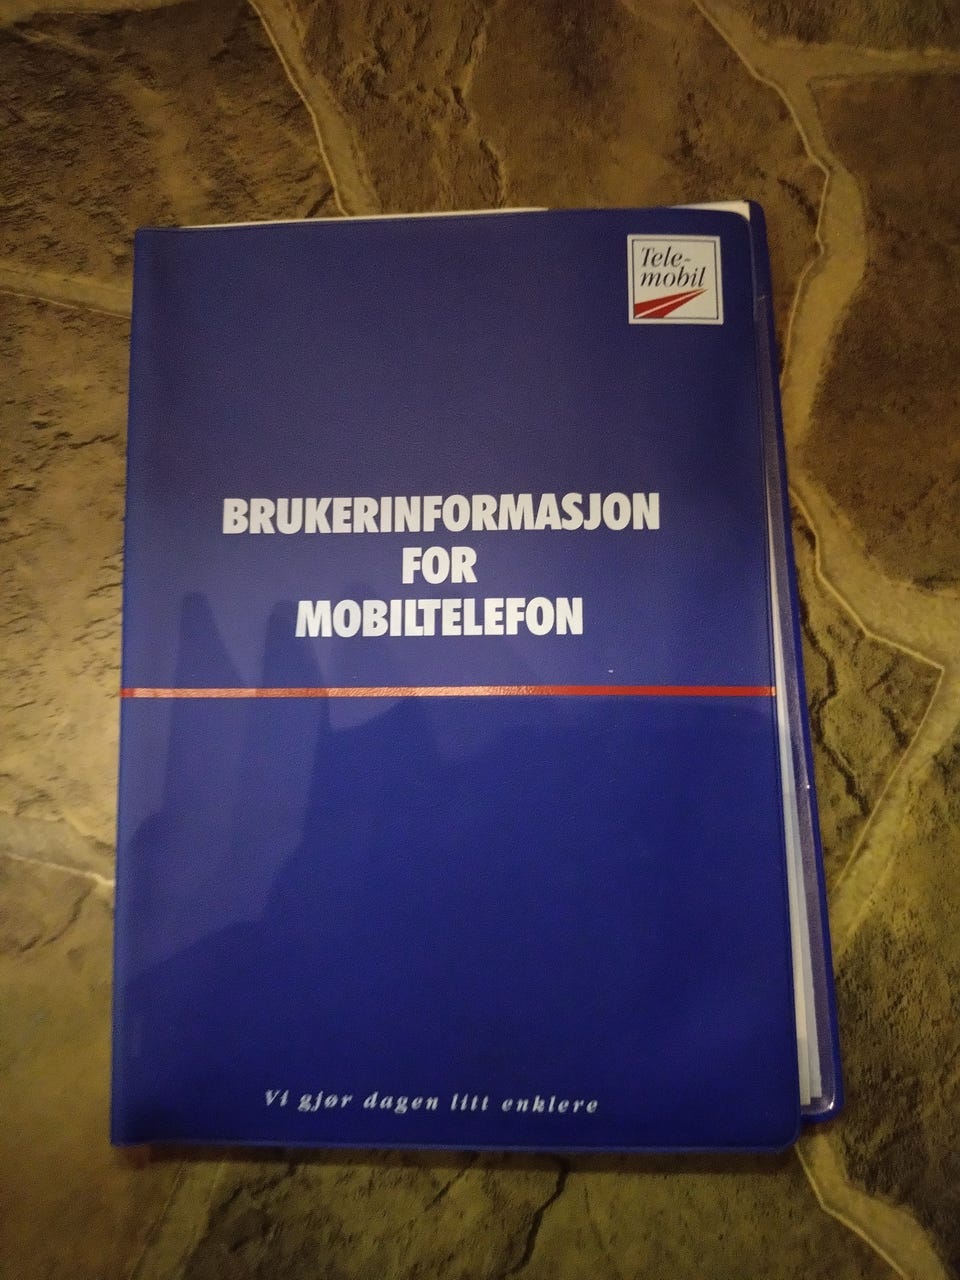 Tele-
mobil
BRUKERINFORMASJON
FOR
MOBILTELEFON
Vi gjør dagen litt enklere